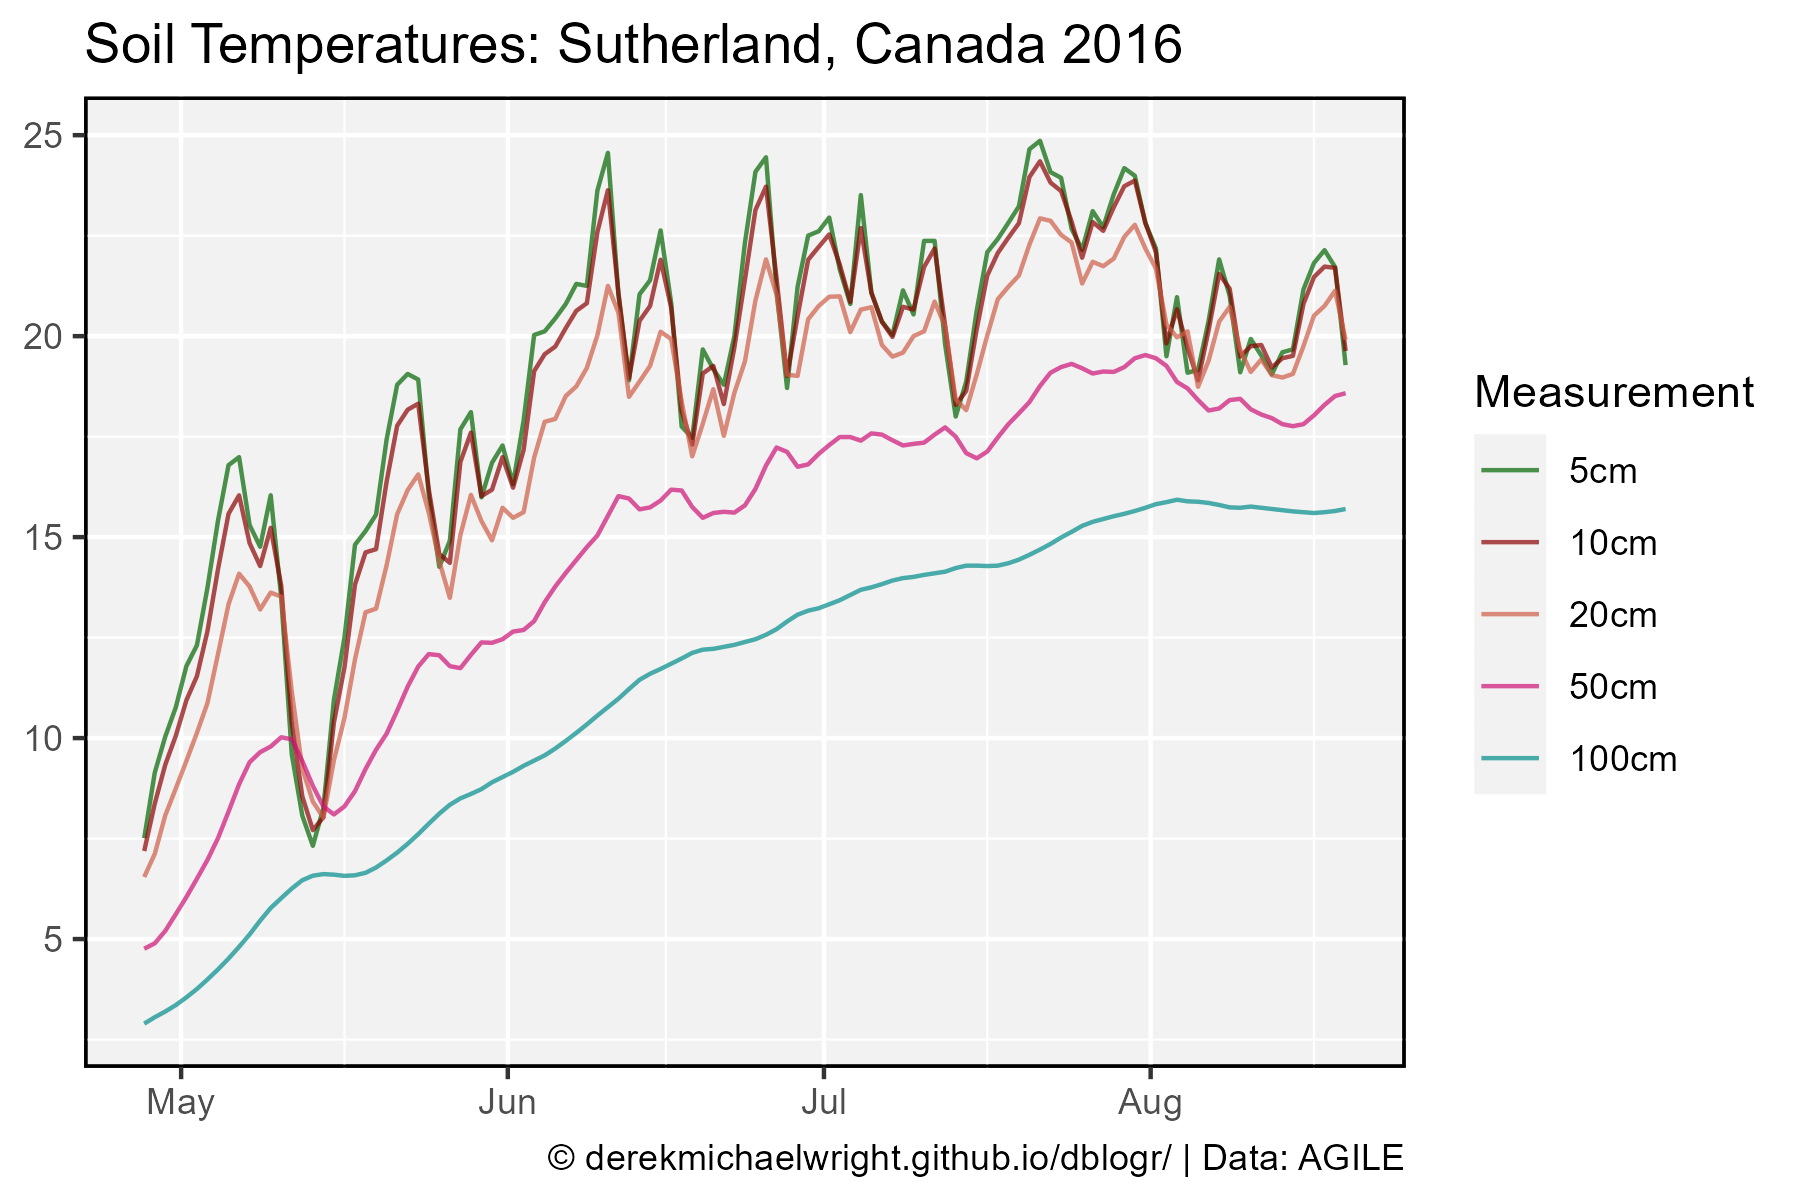 Soil Temperatures: Sutherland, Canada 2016
25
20
15
10
5
May Jun Jul Aug
Measurement
5cm
10cm
20cm
50cm
100cm
© derekmichaelwright.github.io/dblogr/ | Data: AGILE